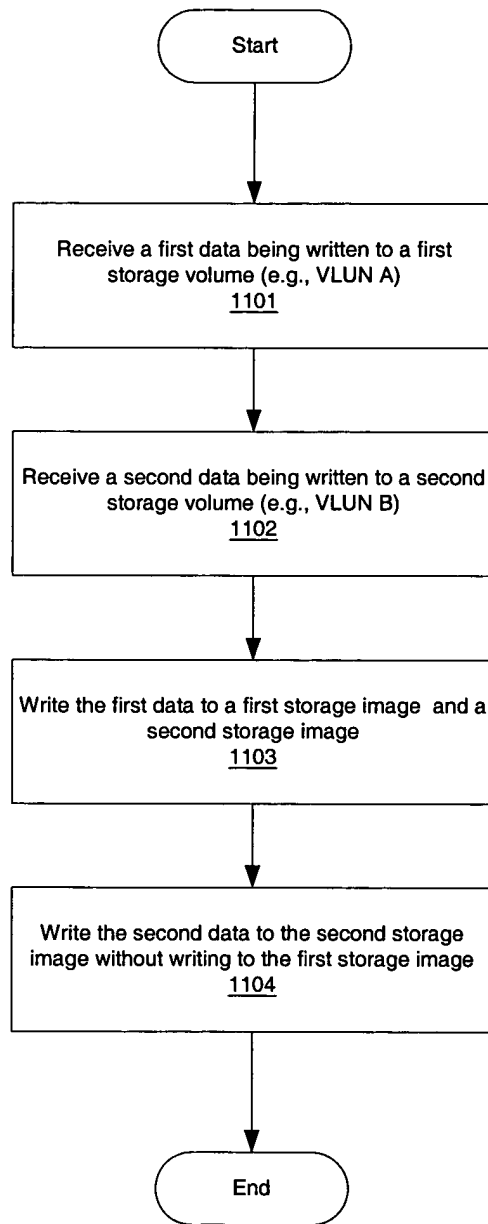 Start
Receive a first data being written to a first
storage volume (e.g., VLUN A)
1101
Receive a second data being written to a second
storage volume (e.g., VLUN B)
1102
Write the first data to a first storage image and a
second storage image
1103
Write the second data to the second storage
image without writing to the first storage image
1104
End